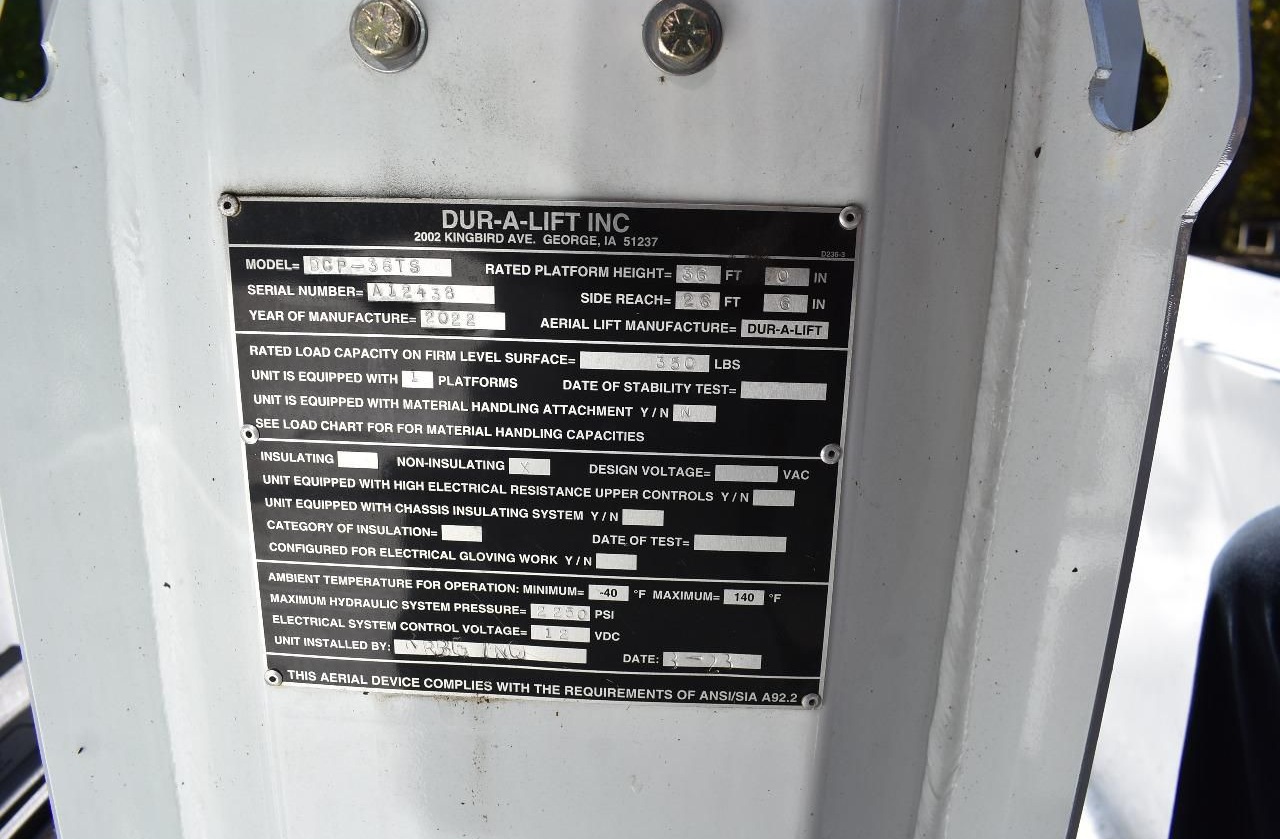 DUR-A-LIFT INC
2002 KINGBIRD AVE. GEORGE, IA 51237
D236-3
MODEL= DCP-36TS RATED PLATFORM HEIGHT= 36 FT 0 IN
SERIAL NUMBER= A12438 SIDE REACH= 26 FT 6 IN
YEAR OF MANUFACTURE= 2022 AERIAL LIFT MANUFACTURE= DUR-A-LIFT
RATED LOAD CAPACITY ON FIRM LEVEL SURFACE= 350 LBS
UNIT IS EQUIPPED WITH 1 PLATFORMS DATE OF STABILITY TEST=
UNIT IS EQUIPPED WITH MATERIAL HANDLING ATTACHMENT Y / N N
SEE LOAD CHART FOR FOR MATERIAL HANDLING CAPACITIES
INSULATING NON-INSULATING X DESIGN VOLTAGE= VAC
UNIT EQUIPPED WITH HIGH ELECTRICAL RESISTANCE UPPER CONTROLS Y / N
UNIT EQUIPPED WITH CHASSIS INSULATING SYSTEM Y / N
CATEGORY OF INSULATION= DATE OF TEST=
CONFIGURED FOR ELECTRICAL GLOVING WORK Y / N
AMBIENT TEMPERATURE FOR OPERATION: MINIMUM= -40 °F MAXIMUM= 140 °F
MAXIMUM HYDRAULIC SYSTEM PRESSURE= 2250 PSI
ELECTRICAL SYSTEM CONTROL VOLTAGE= 12 VDC
UNIT INSTALLED BY: DATE: 3-23
THIS AERIAL DEVICE COMPLIES WITH THE REQUIREMENTS OF ANSI/SIA A92.2